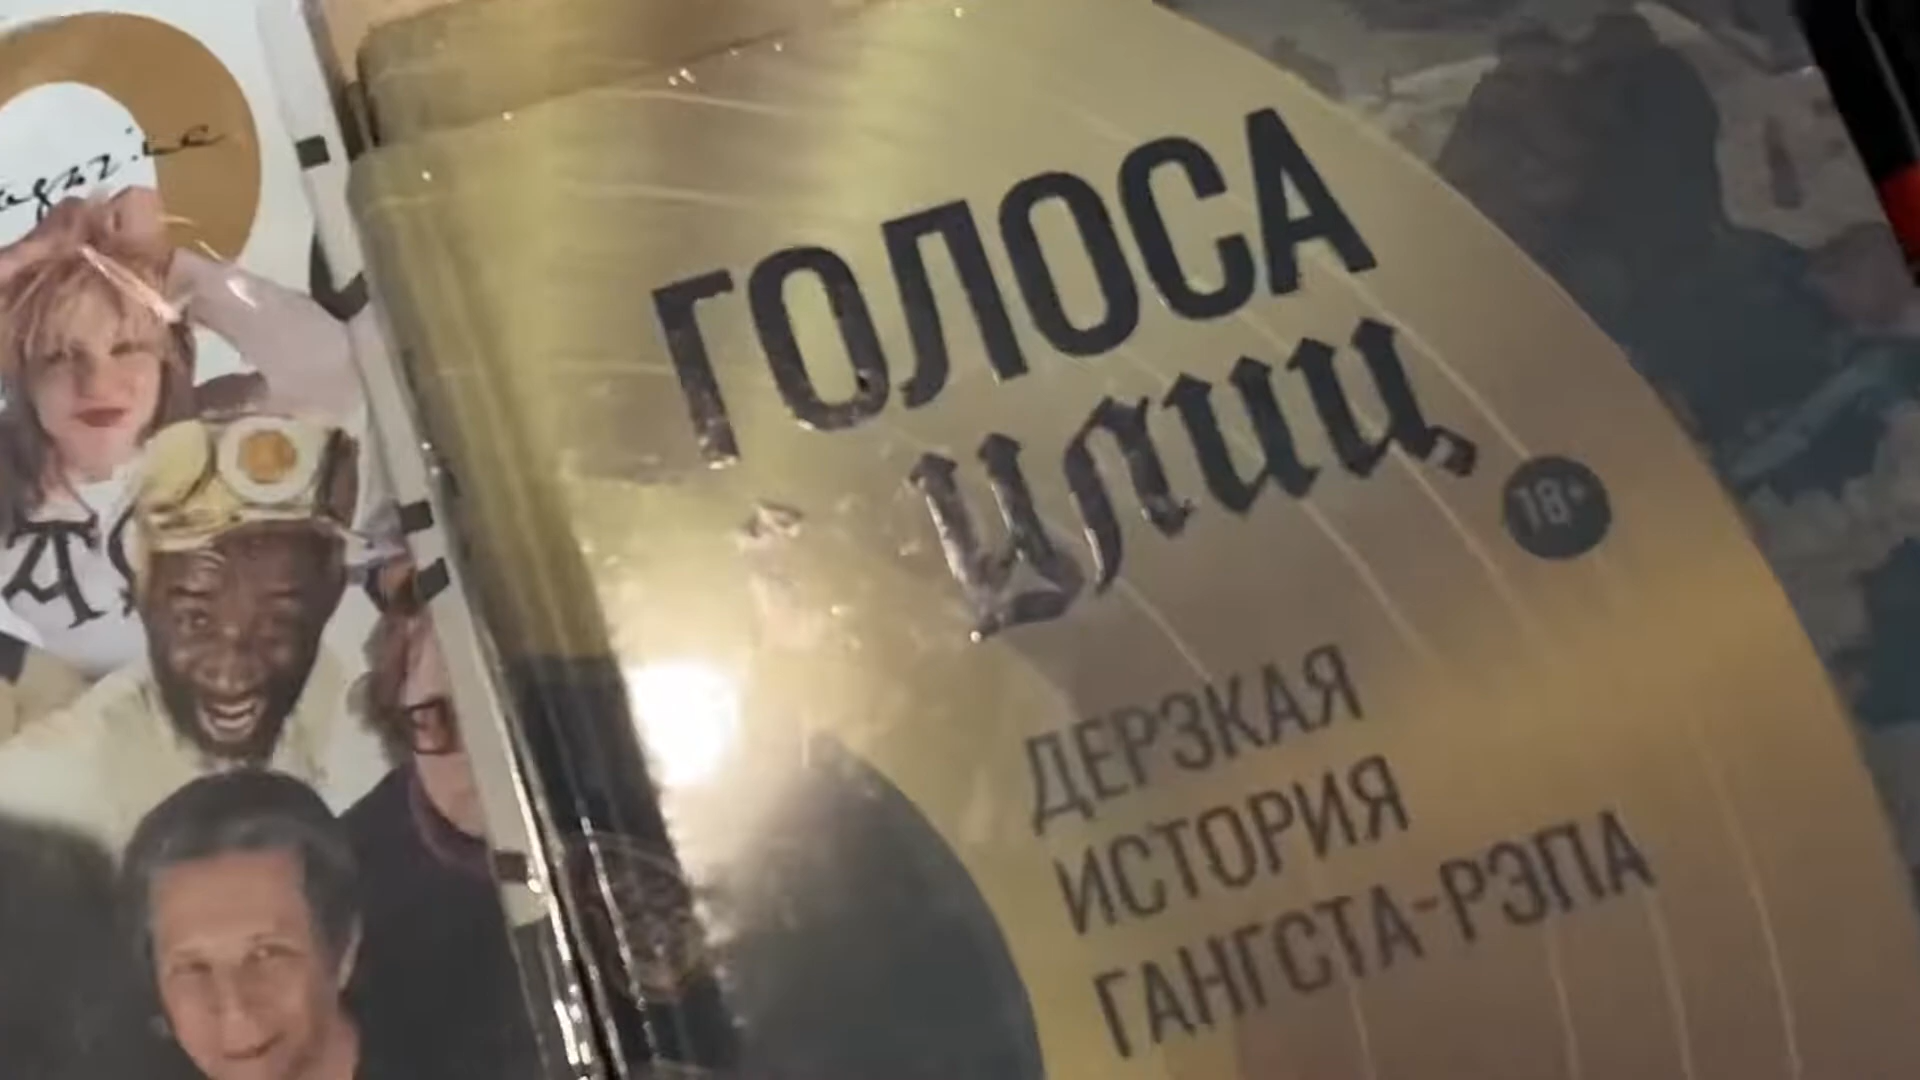 ГОЛОСА
улиц
18+
ДЕРЗКАЯ
ИСТОРИЯ
ГАНГСТА-РЭПА